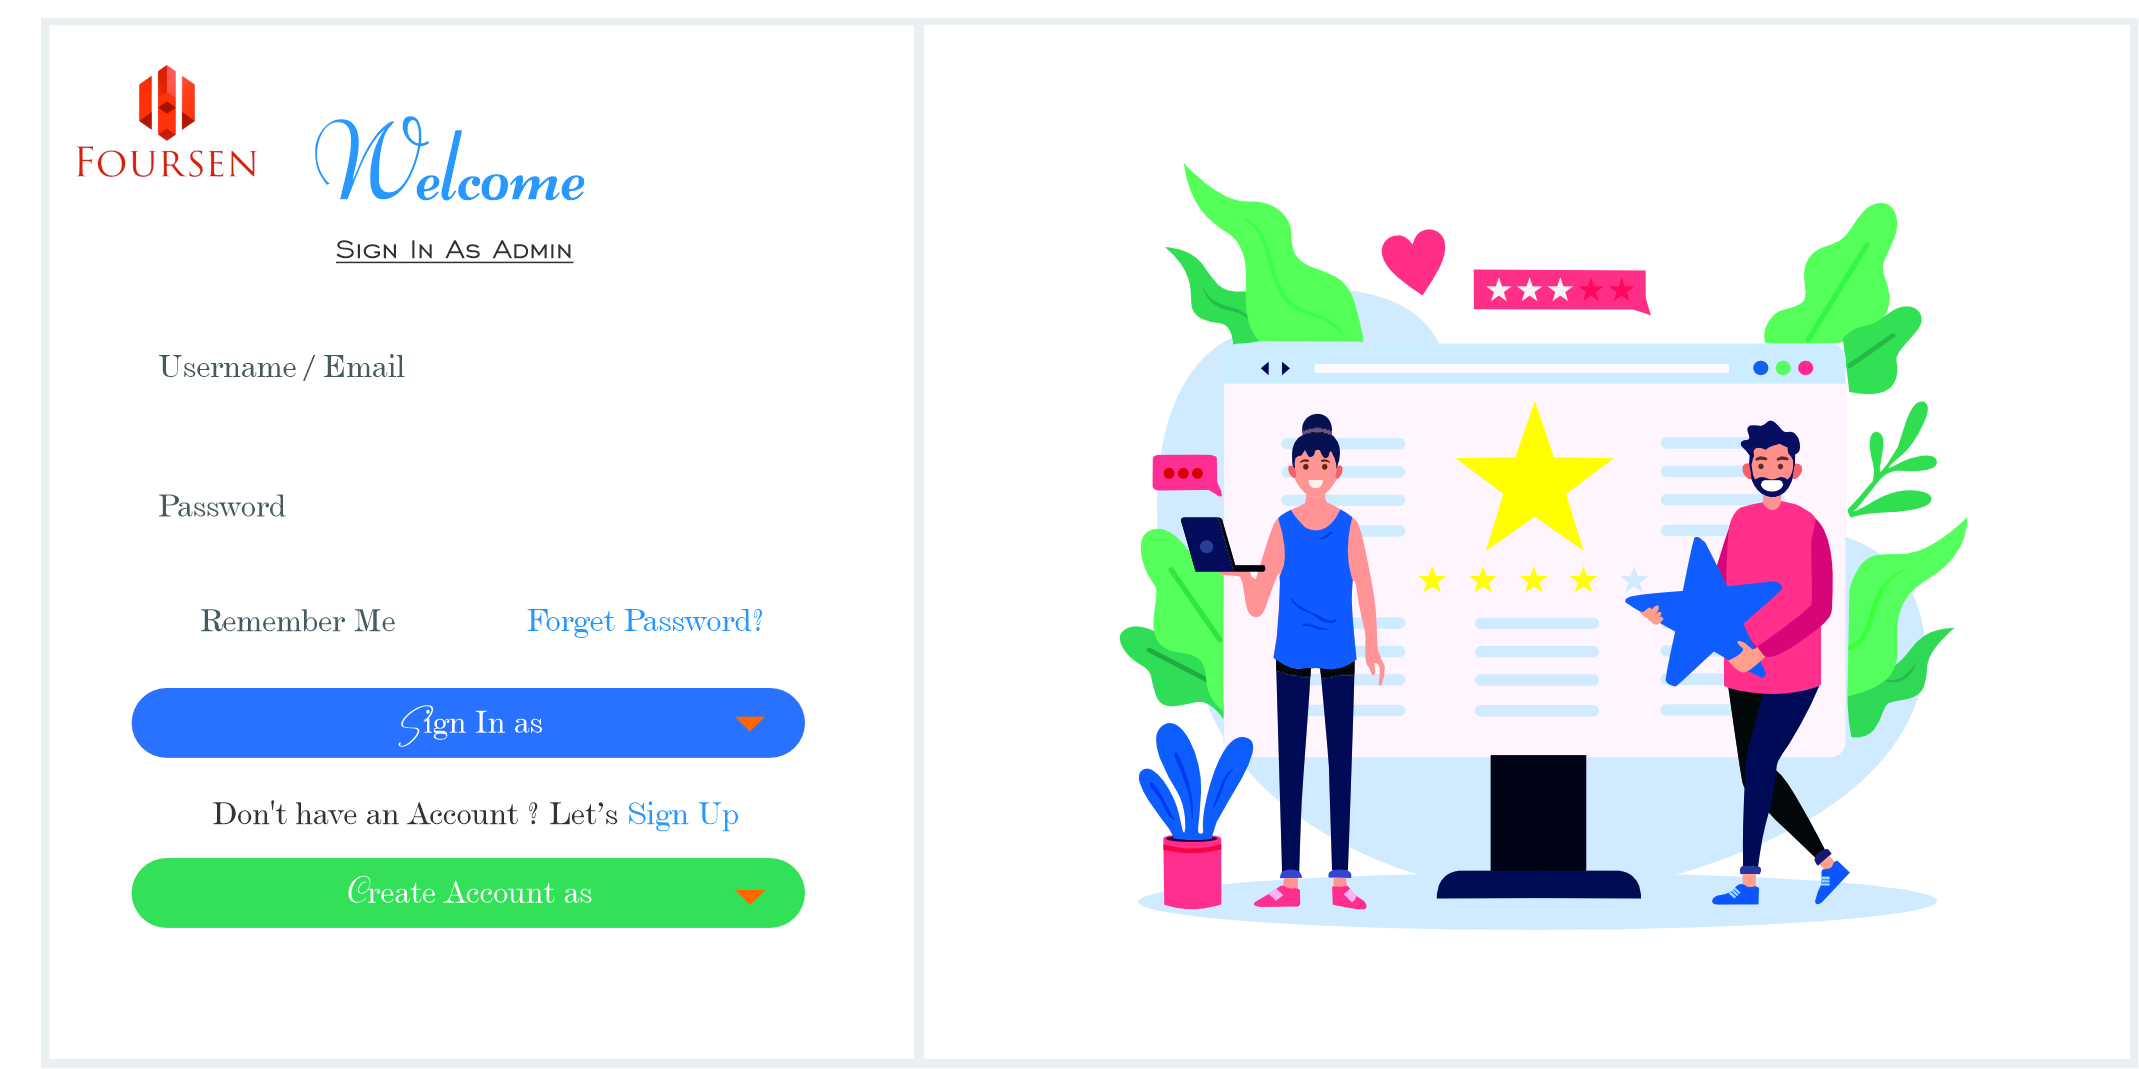 FOURSEN
Welcome
Sign In As Admin
Username / Email
Password
Remember Me
Forget Password?
Sign In as
Don't have an Account ? Let's Sign Up
Create Account as